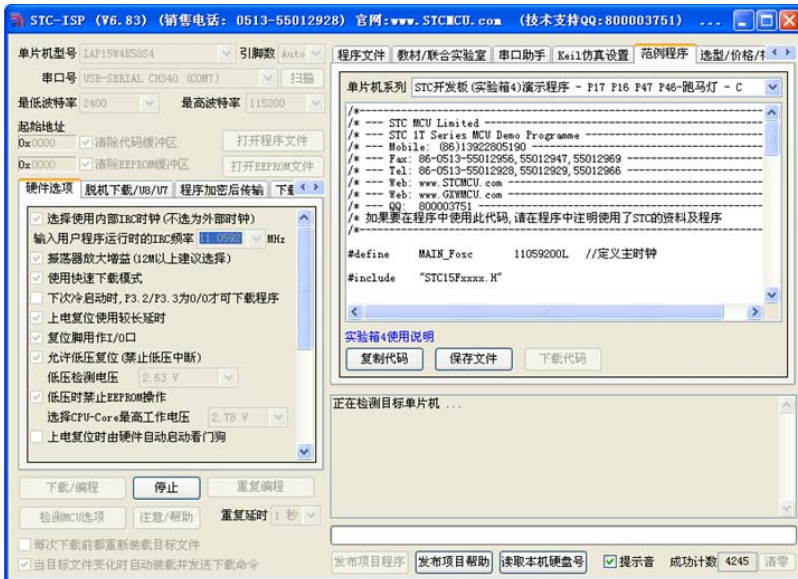 STC-ISP (V6.83) (销售电话: 0513-55012928) 官网:www.STCMCU.com (技术支持QQ:800003751) ...
单片机型号 IAP15W4K58S4 引脚数 Auto
串口号 USB-SERIAL CH340 (COM7) 扫描
最低波特率 2400 最高波特率 115200
起始地址
0x0000 清除代码缓冲区 打开程序文件
0x0000 清除EEPROM缓冲区 打开EEPROM文件
硬件选项 脱机下载/U8/U7 程序加密后传输
选择使用内部IRC时钟(不选为外部时钟)
输入用户程序运行时的IRC频率 11.0592 MHz
振荡器放大增益(12M以上建议选择)
使用快速下载模式
下次冷启动时,P3.2/P3.3为0/0才可下载程序
上电复位使用较长延时
复位脚用作I/O口
允许低压复位(禁止低压中断)
低压检测电压 2.63 V
低压时禁止EEPROM操作
选择CPU-Core最高工作电压 2.78 V
上电复位时由硬件自动启动看门狗
下载/编程 停止 重复编程
检测MCU选项 注意/帮助 重复延时 1 秒
每次下载前都重新装载目标文件
当目标文件变化时自动装载并发送下载命令
程序文件 教材/联合实验室 串口助手 Keil仿真设置 范例程序 选型/价格/
单片机系列 STC开发板(实验箱4)演示程序 - P17 P16 P47 P46-跑马灯 - C
/*---
/* --- STC MCU Limited ---
/* --- STC 1T Series MCU Demo Programme ---
/* --- Mobile: (86)13922805190 ---
/* --- Fax: 86-0513-55012956,55012947,55012969 ---
/* --- Tel: 86-0513-55012928,55012929,55012966 ---
/* --- Web: www.STCMCU.com ---
/* --- Web: www.GXWMCU.com ---
/* --- QQ: 800003751 ---
/* 如果要在程序中使用此代码,请在程序中注明使用了STC的资料及程序
/*---
#define MAIN_Fosc 11059200L //定义主时钟
#include "STC15Fxxxx.H"
实验箱4使用说明
复制代码 保存文件 下载代码
正在检测目标单片机 ...
发布项目程序 发布项目帮助 读取本机硬盘号 提示音 成功计数 4245 清零